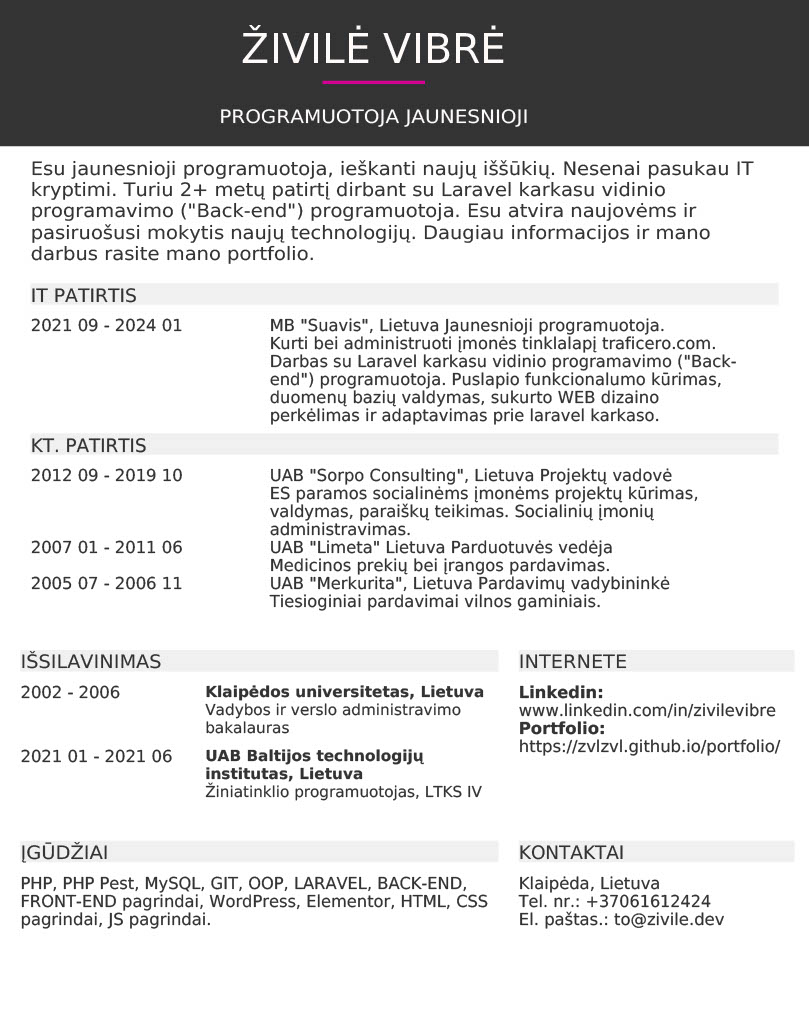 ŽIVILĖ VIBRĖ
PROGRAMUOTOJA JAUNESNIOJI
Esu jaunesnioji programuotoja, ieškanti naujų iššūkių. Nesenai pasukau IT
kryptimi. Turiu 2+ metų patirtį dirbant su Laravel karkasu vidinio
programavimo ("Back-end") programuotoja. Esu atvira naujovėms ir
pasiruošusi mokytis naujų technologijų. Daugiau informacijos ir mano
darbus rasite mano portfolio.
IT PATIRTIS
2021 09 - 2024 01 MB "Suavis", Lietuva Jaunesnioji programuotoja.
Kurti bei administruoti įmonės tinklalapį traficero.com.
Darbas su Laravel karkasu vidinio programavimo ("Back-
end") programuotoja. Puslapio funkcionalumo kūrimas,
duomenų bazių valdymas, sukurto WEB dizaino
perkėlimas ir adaptavimas prie laravel karkaso.
KT. PATIRTIS
2012 09 - 2019 10 UAB "Sorpo Consulting", Lietuva Projektų vadovė
ES paramos socialinėms įmonėms projektų kūrimas,
valdymas, paraiškų teikimas. Socialinių įmonių
administravimas.
2007 01 - 2011 06 UAB "Limeta" Lietuva Parduotuvės vedėja
Medicinos prekių bei įrangos pardavimas.
2005 07 - 2006 11 UAB "Merkurita", Lietuva Pardavimų vadybininkė
Tiesioginiai pardavimai vilnos gaminiais.
IŠSILAVINIMAS
2002 - 2006 Klaipėdos universitetas, Lietuva
Vadybos ir verslo administravimo
bakalauras
2021 01 - 2021 06 UAB Baltijos technologijų
institutas, Lietuva
Žiniatinklio programuotojas, LTKS IV
INTERNETE
Linkedin:
www.linkedin.com/in/zivilevibre
Portfolio:
https://zvlzvl.github.io/portfolio/
ĮGŪDŽIAI
PHP, PHP Pest, MySQL, GIT, OOP, LARAVEL, BACK-END,
FRONT-END pagrindai, WordPress, Elementor, HTML, CSS
pagrindai, JS pagrindai.
KONTAKTAI
Klaipėda, Lietuva
Tel. nr.: +37061612424
El. paštas.: to@zivile.dev